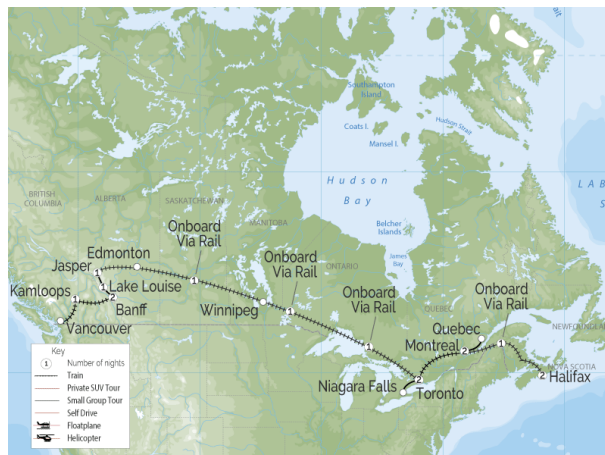 Southampton
Island
Coats I.
Mansel I.
Hudson Strait
Hudson
Bay
LAB
S
BRITISH
COLUMBIA
ALBERTA
SASKATCHEWAN
MANITOBA
Belcher
Islands
James
Bay
ONTARIO
QUEBEC
NEWFOUNDLAN
NOVA SCOTIA
Onboard
Via Rail
Onboard
Via Rail
Onboard
Via Rail
Onboard
Via Rail
Edmonton
Jasper
1
1
Lake Louise
1
Kamloops
1
2
Banff
Vancouver
Winnipeg
1
1
Quebec
Montreal
2
1
Niagara Falls
2
Toronto
2
Halifax
Key
1 Number of nights
Train
Private SUV Tour
Small Group Tour
Self Drive
Floatplane
Helicopter